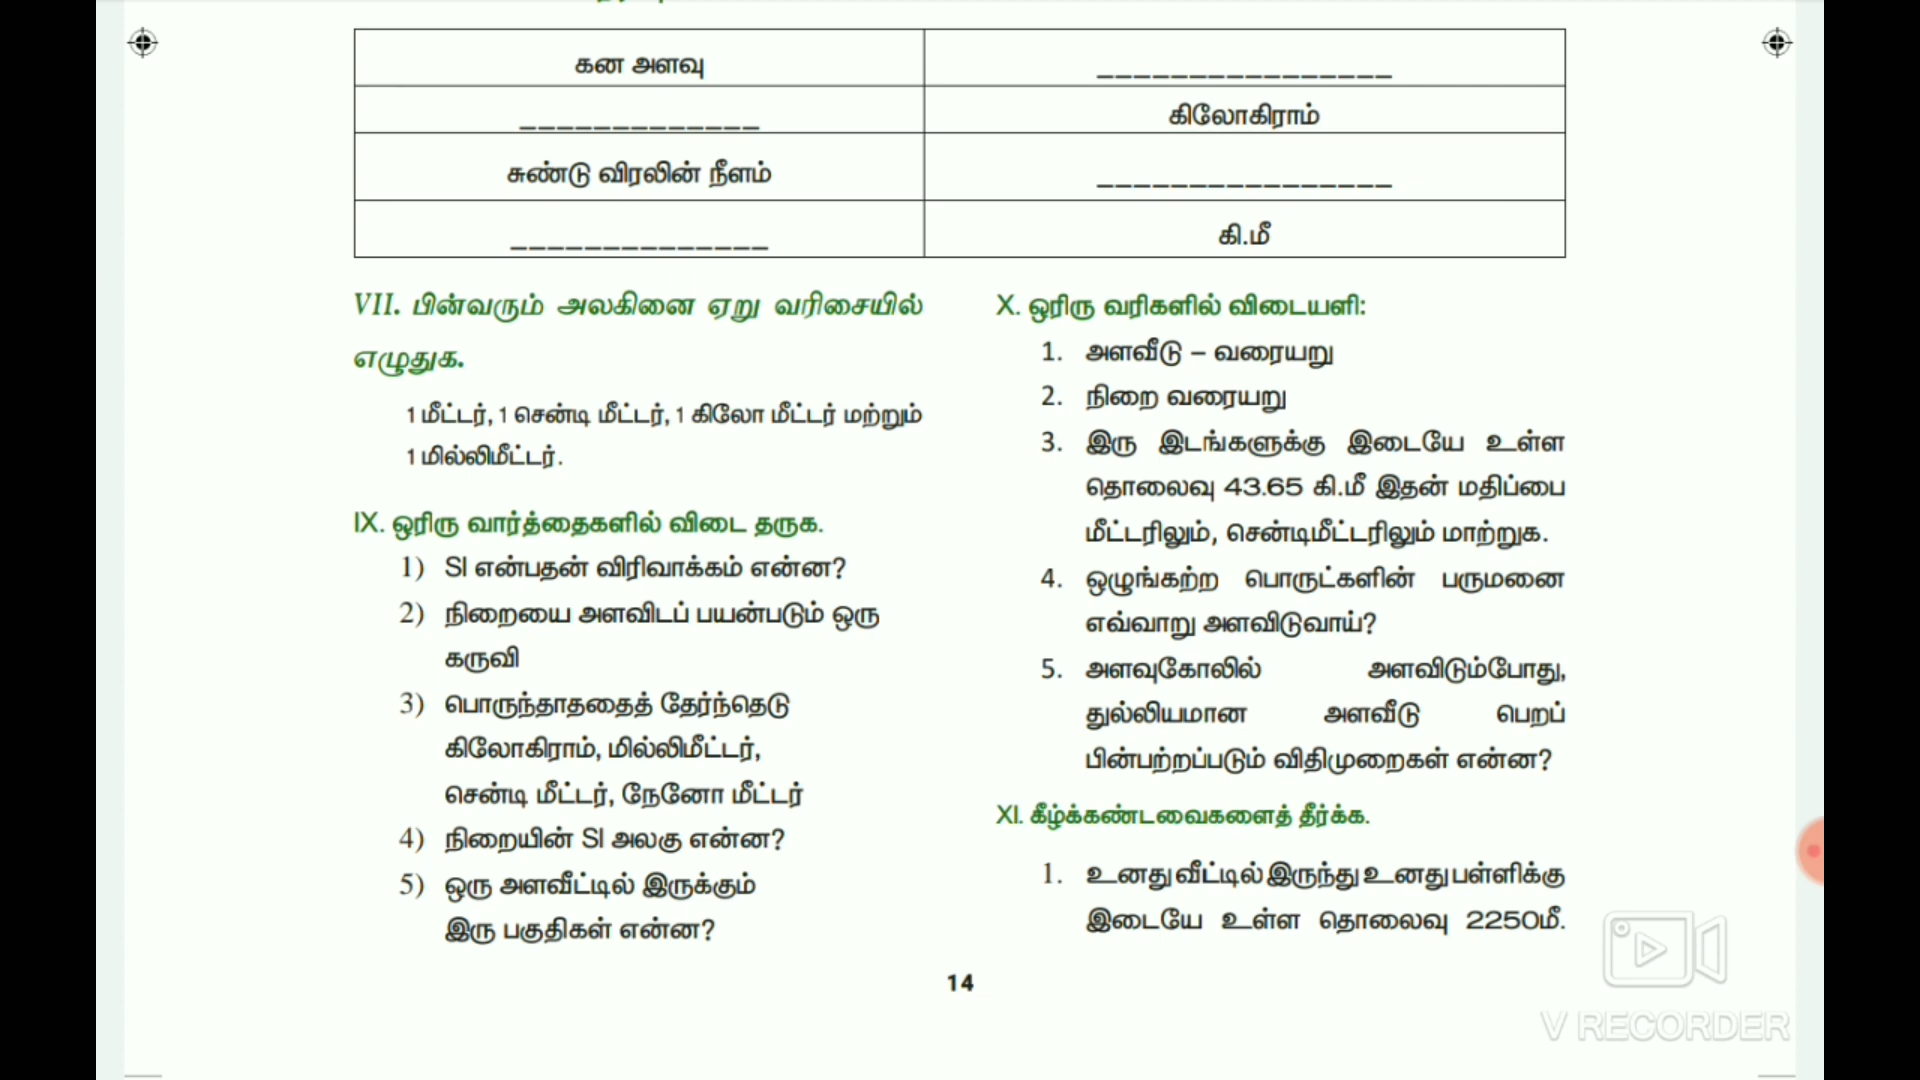 கன அளவு ________________
_____________ கிலோகிராம்
சுண்டு விரலின் நீளம் ________________
______________ கி.மீ
VII. பின்வரும் அலகினை ஏறு வரிசையில்
எழுதுக.
1 மீட்டர், 1 சென்டி மீட்டர், 1 கிலோ மீட்டர் மற்றும்
1 மில்லிமீட்டர்.
IX. ஒரிரு வார்த்தைகளில் விடை தருக.
1) SI என்பதன் விரிவாக்கம் என்ன?
2) நிறையை அளவிடப் பயன்படும் ஒரு
கருவி
3) பொருந்தாததைத் தேர்ந்தெடு
கிலோகிராம், மில்லிமீட்டர்,
சென்டி மீட்டர், நேனோ மீட்டர்
4) நிறையின் SI அலகு என்ன?
5) ஒரு அளவீட்டில் இருக்கும்
இரு பகுதிகள் என்ன?
X. ஒரிரு வரிகளில் விடையளி:
1. அளவீடு – வரையறு
2. நிறை வரையறு
3. இரு இடங்களுக்கு இடையே உள்ள
தொலைவு 43.65 கி.மீ இதன் மதிப்பை
மீட்டரிலும், சென்டிமீட்டரிலும் மாற்றுக.
4. ஒழுங்கற்ற பொருட்களின் பருமனை
எவ்வாறு அளவிடுவாய்?
5. அளவுகோலில் அளவிடும்போது,
துல்லியமான அளவீடு பெறப்
பின்பற்றப்படும் விதிமுறைகள் என்ன?
XI. கீழ்க்கண்டவைகளைத் தீர்க்க.
1. உனது வீட்டில் இருந்து உனது பள்ளிக்கு
இடையே உள்ள தொலைவு 2250மீ.
14
V RECORDER